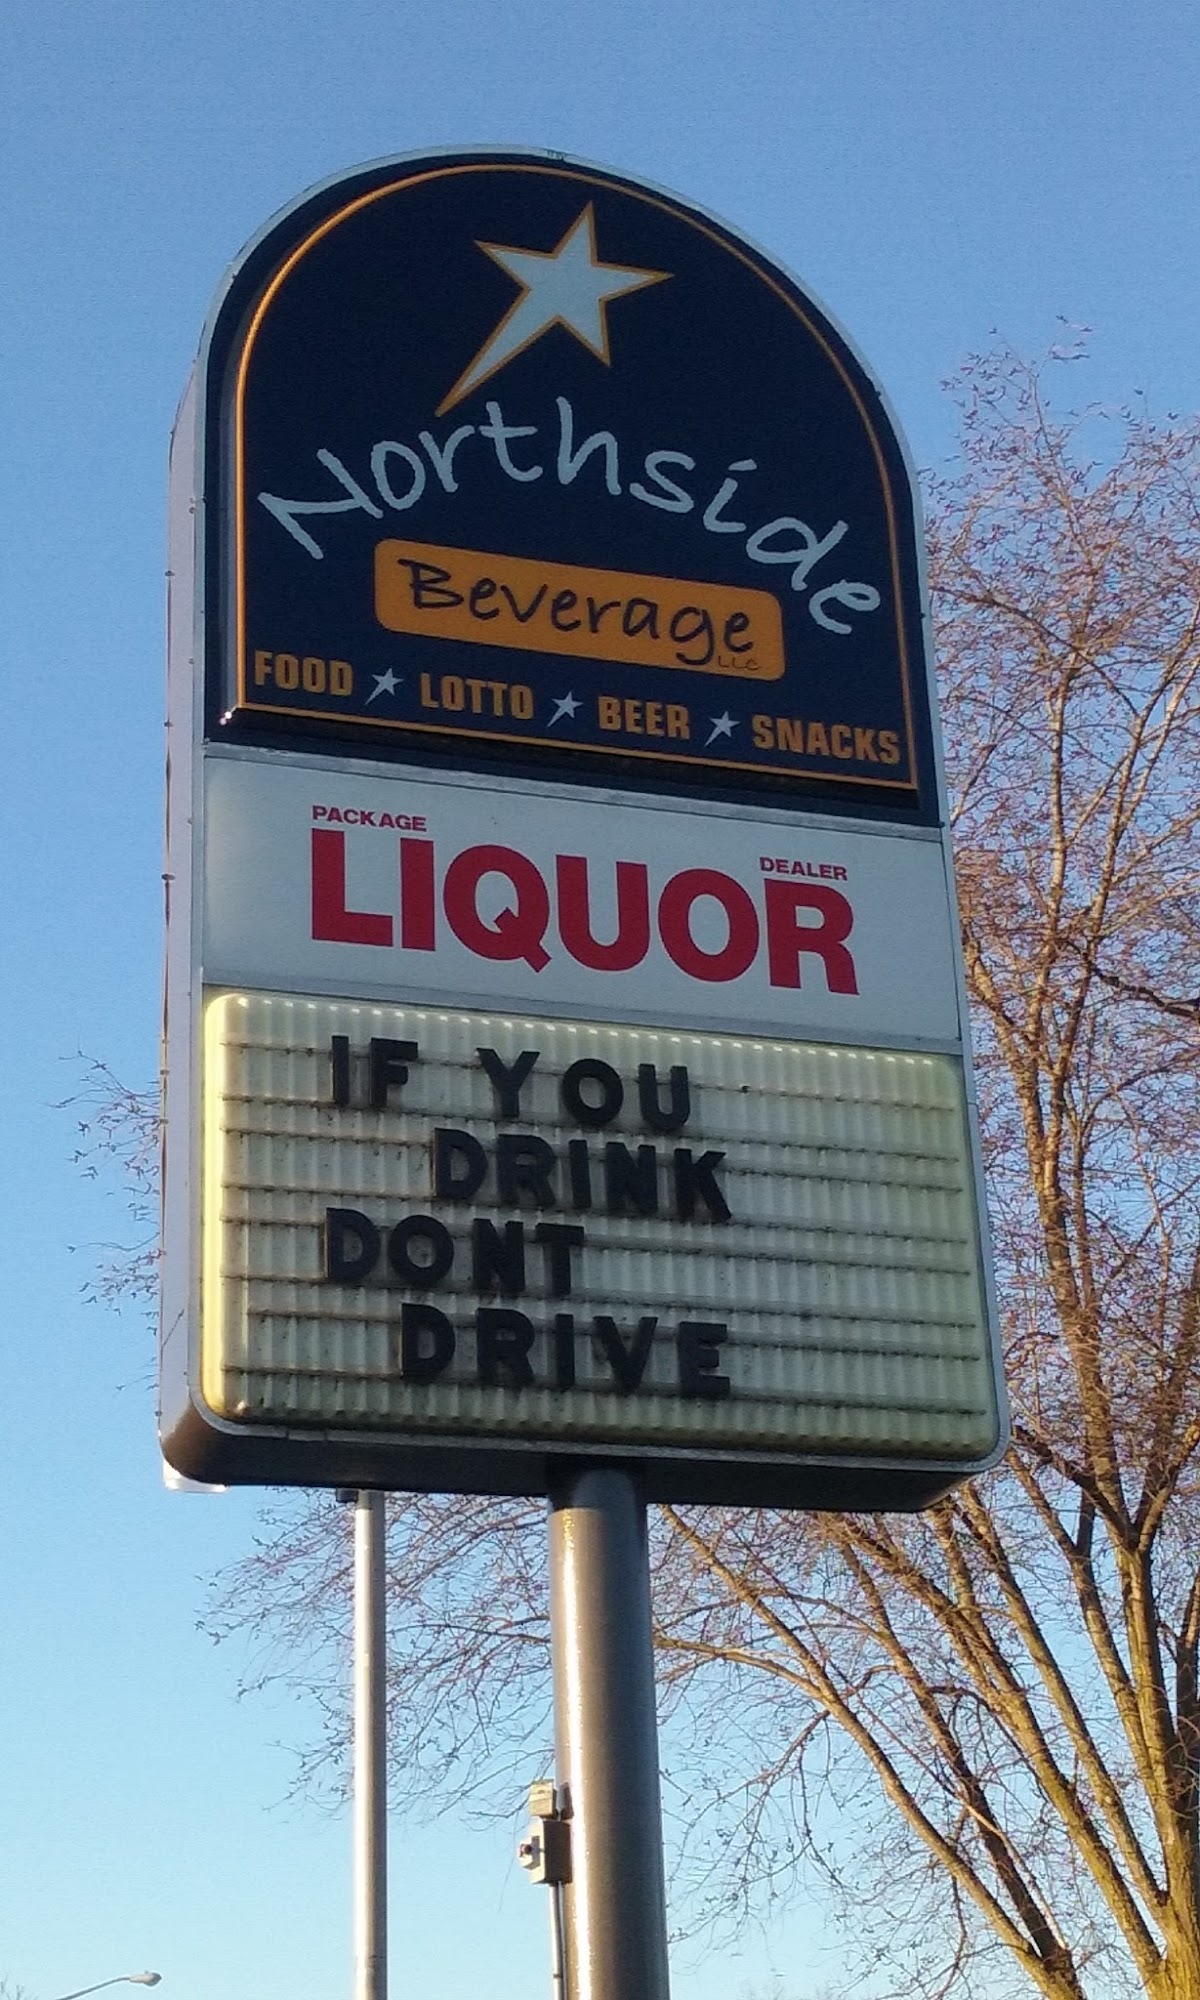 Northside
Beverage
LLC
FOOD LOTTO BEER SNACKS
PACKAGE
DEALER
LIQUOR
IF YOU
DRINK
DONT
DRIVE